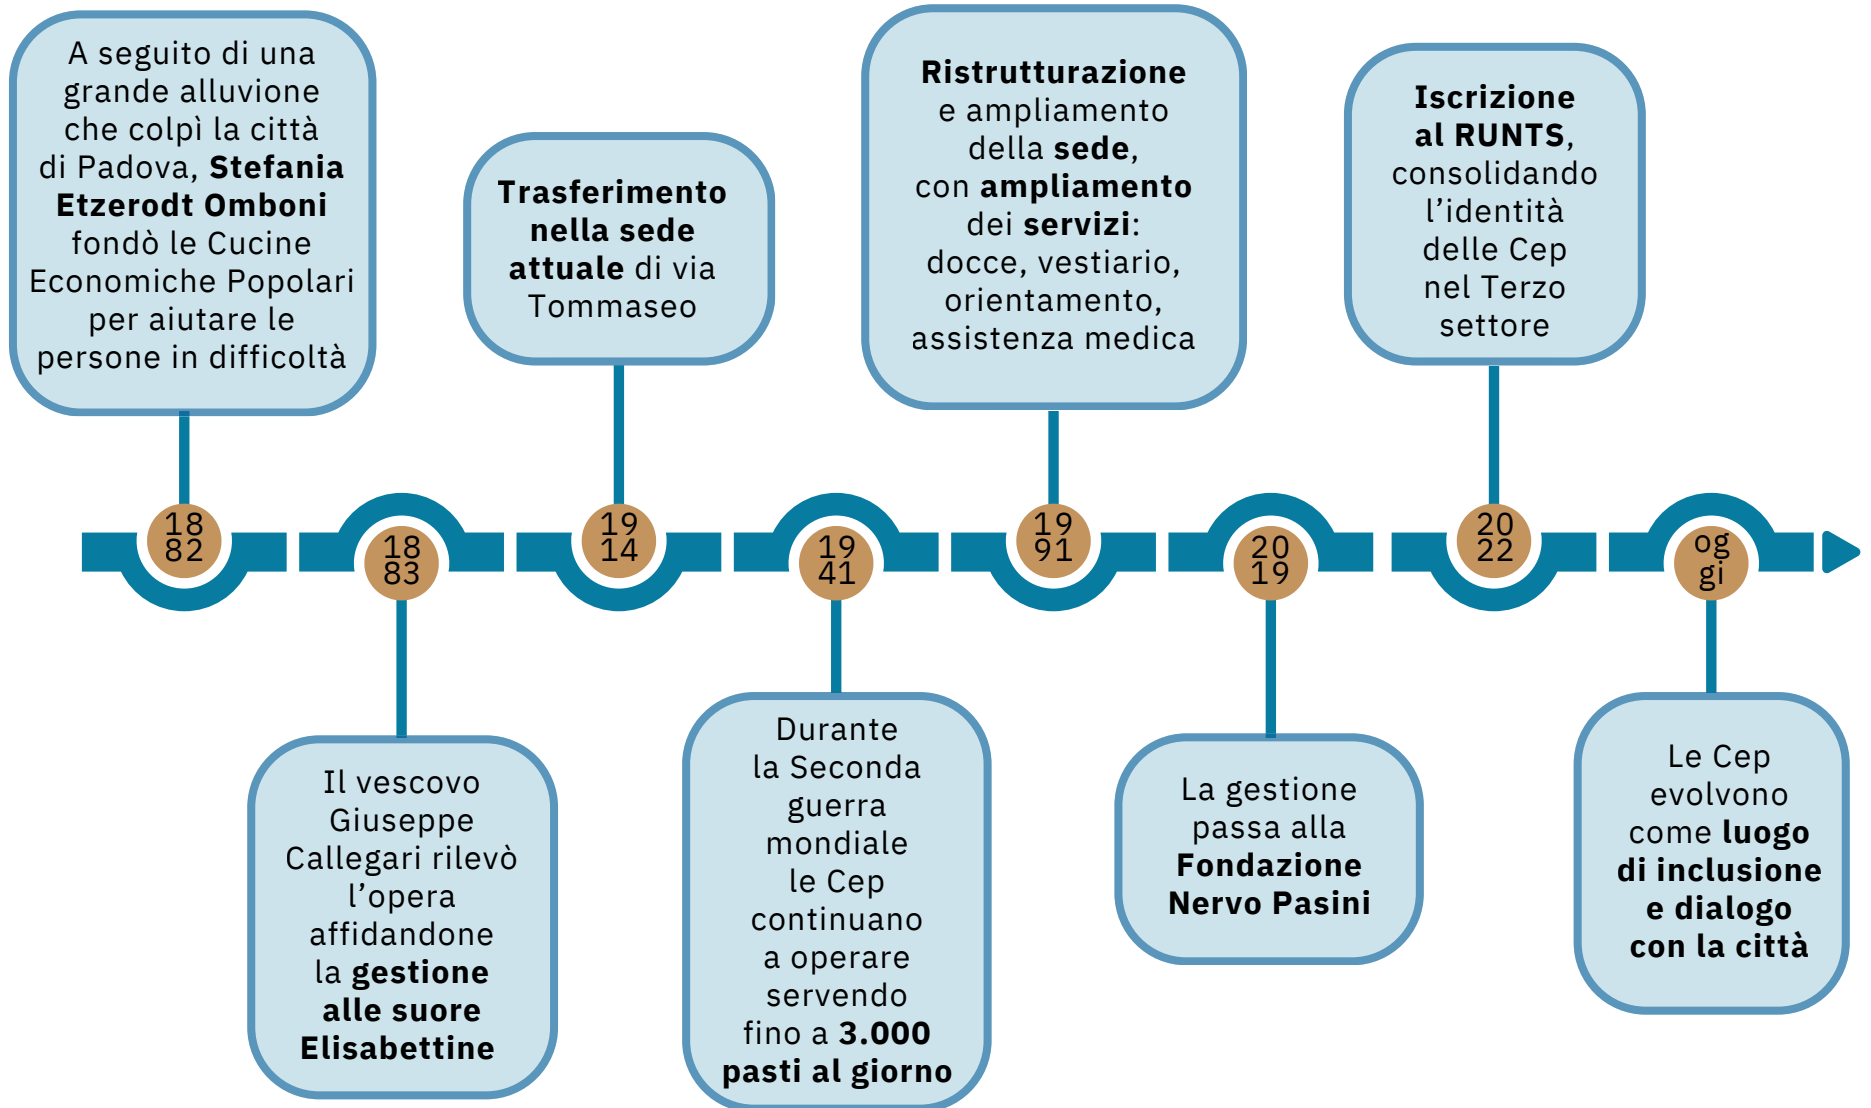 A seguito di una
grande alluvione
che colpì la città
di Padova, Stefania
Etzerodt Omboni
fondò le Cucine
Economiche Popolari
per aiutare le
persone in difficoltà
18
82
Il vescovo
Giuseppe
Callegari rilevò
l’opera
affidandone
la gestione
alle suore
Elisabettine
18
83
Trasferimento
nella sede
attuale di via
Tommaseo
19
14
Durante
la Seconda
guerra
mondiale
le Cep
continuano
a operare
servendo
fino a 3.000
pasti al giorno
19
41
Ristrutturazione
e ampliamento
della sede,
con ampliamento
dei servizi:
docce, vestiario,
orientamento,
assistenza medica
19
91
La gestione
passa alla
Fondazione
Nervo Pasini
20
19
Iscrizione
al RUNTS,
consolidando
l’identità
delle Cep
nel Terzo
settore
20
22
Le Cep
evolvono
come luogo
di inclusione
e dialogo
con la città
og
gi